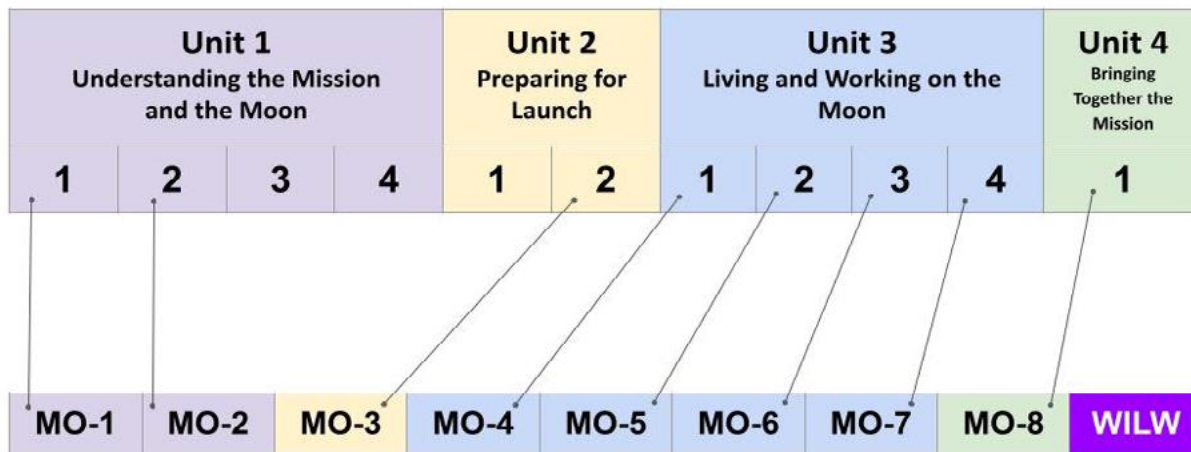 Unit 1
Understanding the Mission
and the Moon
Unit 2
Preparing for
Launch
Unit 3
Living and Working on the
Moon
Unit 4
Bringing
Together the
Mission
1 2 3 4 1 2 1 2 3 4 1
MO-1 MO-2 MO-3 MO-4 MO-5 MO-6 MO-7 MO-8 WILW